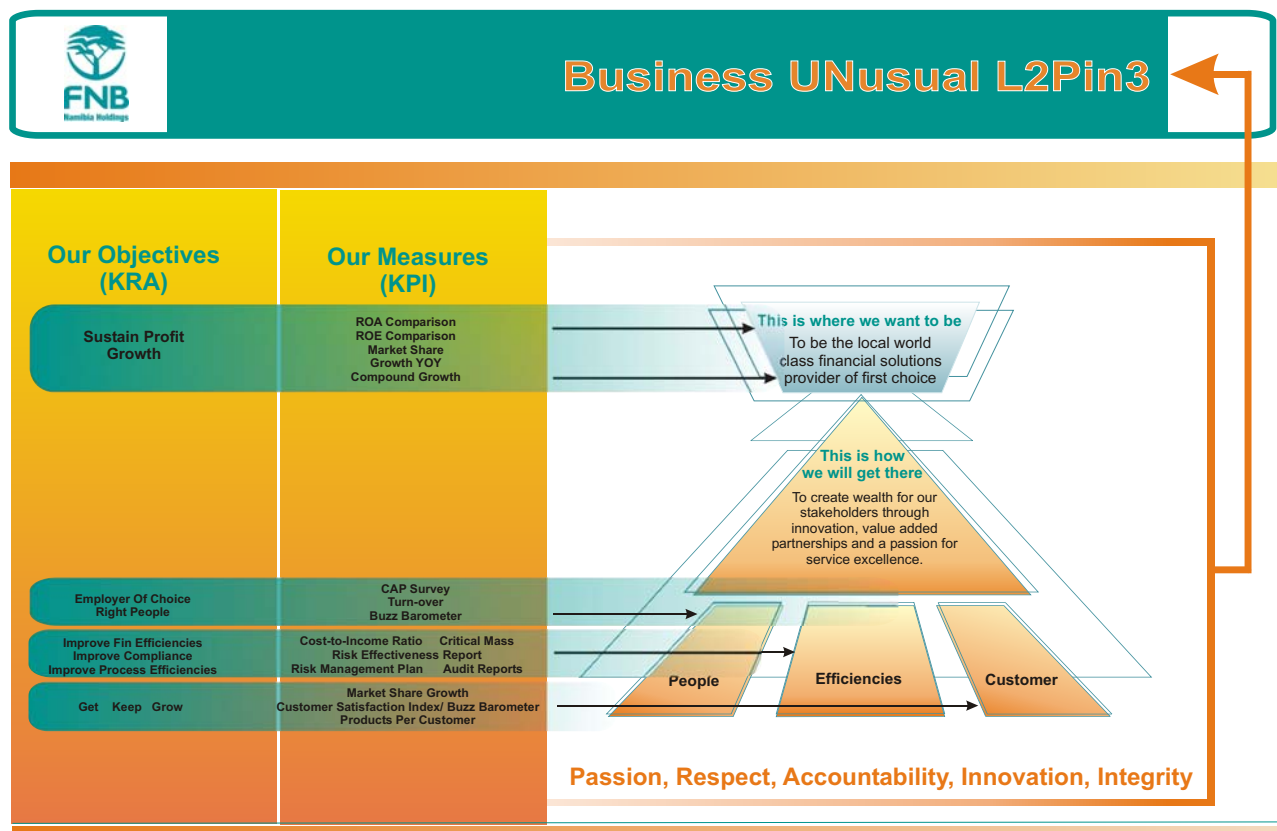 FNB
Namibia Holdings
Business UNusual L2Pin3
Our Objectives
(KRA)
Our Measures
(KPI)
Sustain Profit
Growth
ROA Comparison
ROE Comparison
Market Share
Growth YOY
Compound Growth
This is where we want to be
To be the local world
class financial solutions
provider of first choice
This is how
we will get there
To create wealth for our
stakeholders through
innovation, value added
partnerships and a passion for
service excellence.
Employer Of Choice
Right People
CAP Survey
Turn-over
Buzz Barometer
Improve Fin Efficiencies
Improve Compliance
Improve Process Efficiencies
Cost-to-Income Ratio Critical Mass
Risk Effectiveness Report
Risk Management Plan Audit Reports
Get Keep Grow
Market Share Growth
Customer Satisfaction Index/ Buzz Barometer
Products Per Customer
People
Efficiencies
Customer
Passion, Respect, Accountability, Innovation, Integrity